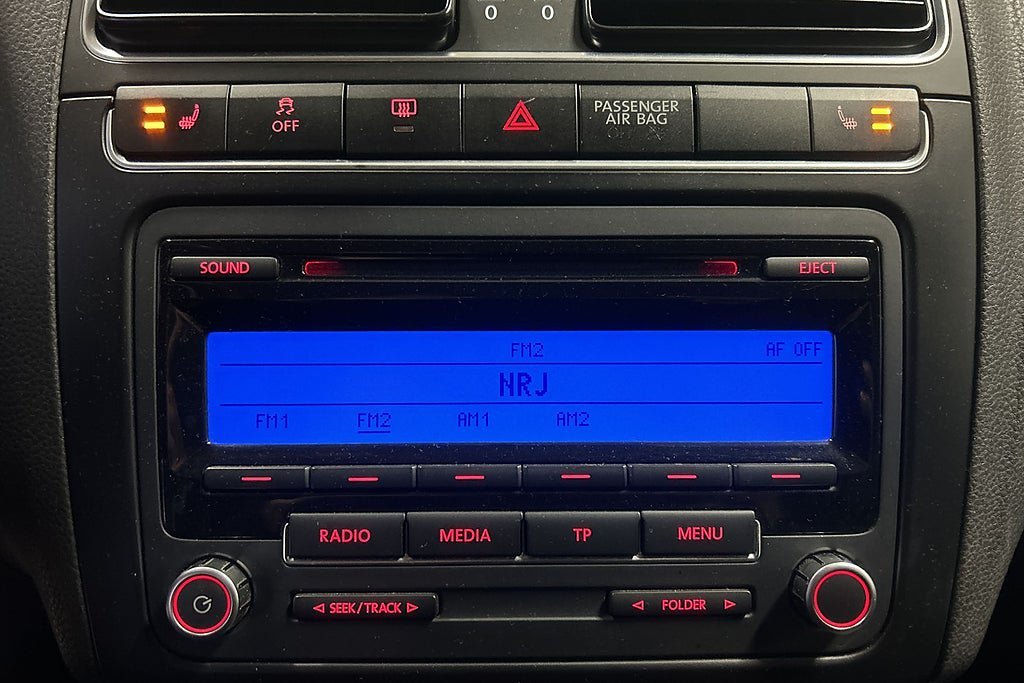 0 0
OFF
PASSENGER
AIR BAG
SOUND
EJECT
FM2 AF OFF
NRJ
FM1 FM2 AM1 AM2
RADIO MEDIA TP MENU
SEEK/TRACK FOLDER